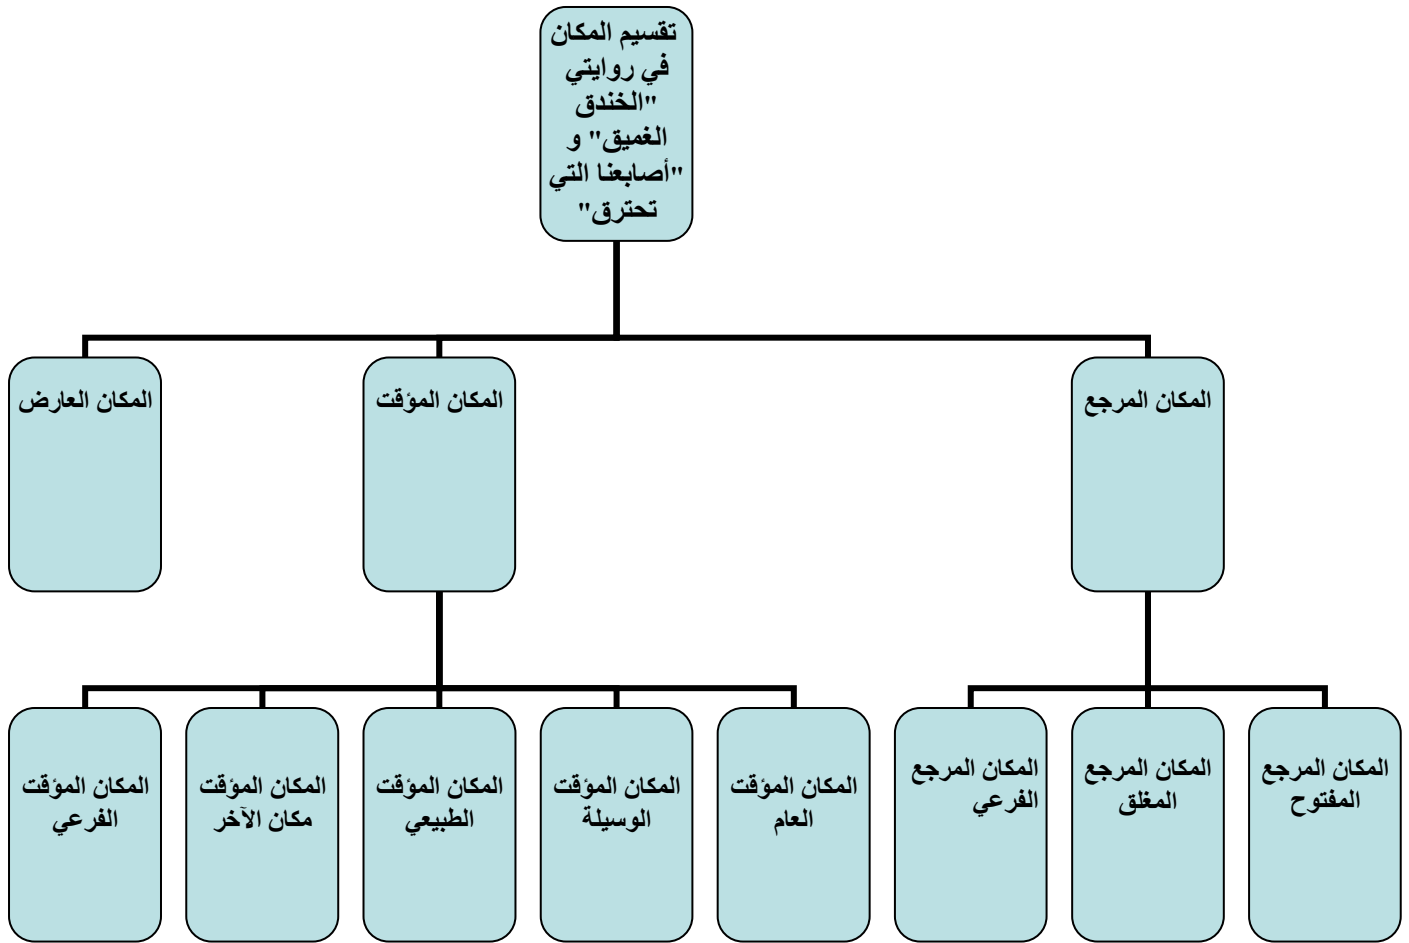 تقسيم المكان
في روايتي
"الخندق
الغميق" و
"أصابعنا التي
تحترق"
المكان المرجع
المكان المؤقت
المكان العارض
المكان المرجع
المفتوح
المكان المرجع
المغلق
المكان المرجع
الفرعي
المكان المؤقت
العام
المكان المؤقت
الوسيلة
المكان المؤقت
الطبيعي
المكان المؤقت
مكان الآخر
المكان المؤقت
الفرعي